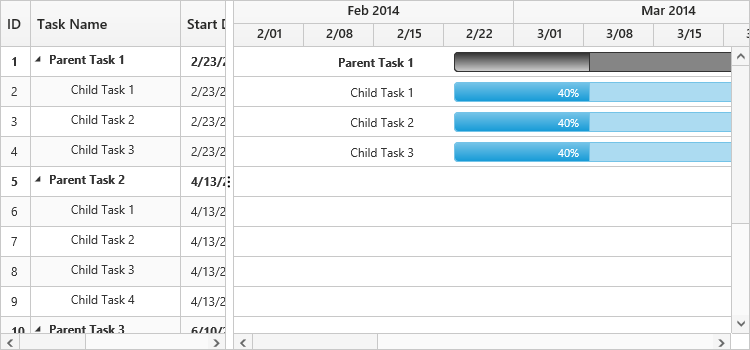 ID Task Name Start D
Feb 2014 Mar 2014
2/01 2/08 2/15 2/22 3/01 3/08 3/15
1 Parent Task 1 2/23/2 Parent Task 1
2 Child Task 1 2/23/2 Child Task 1 40%
3 Child Task 2 2/23/2 Child Task 2 40%
4 Child Task 3 2/23/2 Child Task 3 40%
5 Parent Task 2 4/13/2
6 Child Task 1 4/13/2
7 Child Task 2 4/13/2
8 Child Task 3 4/13/2
9 Child Task 4 4/13/2
10 Parent Task 3 6/10/2